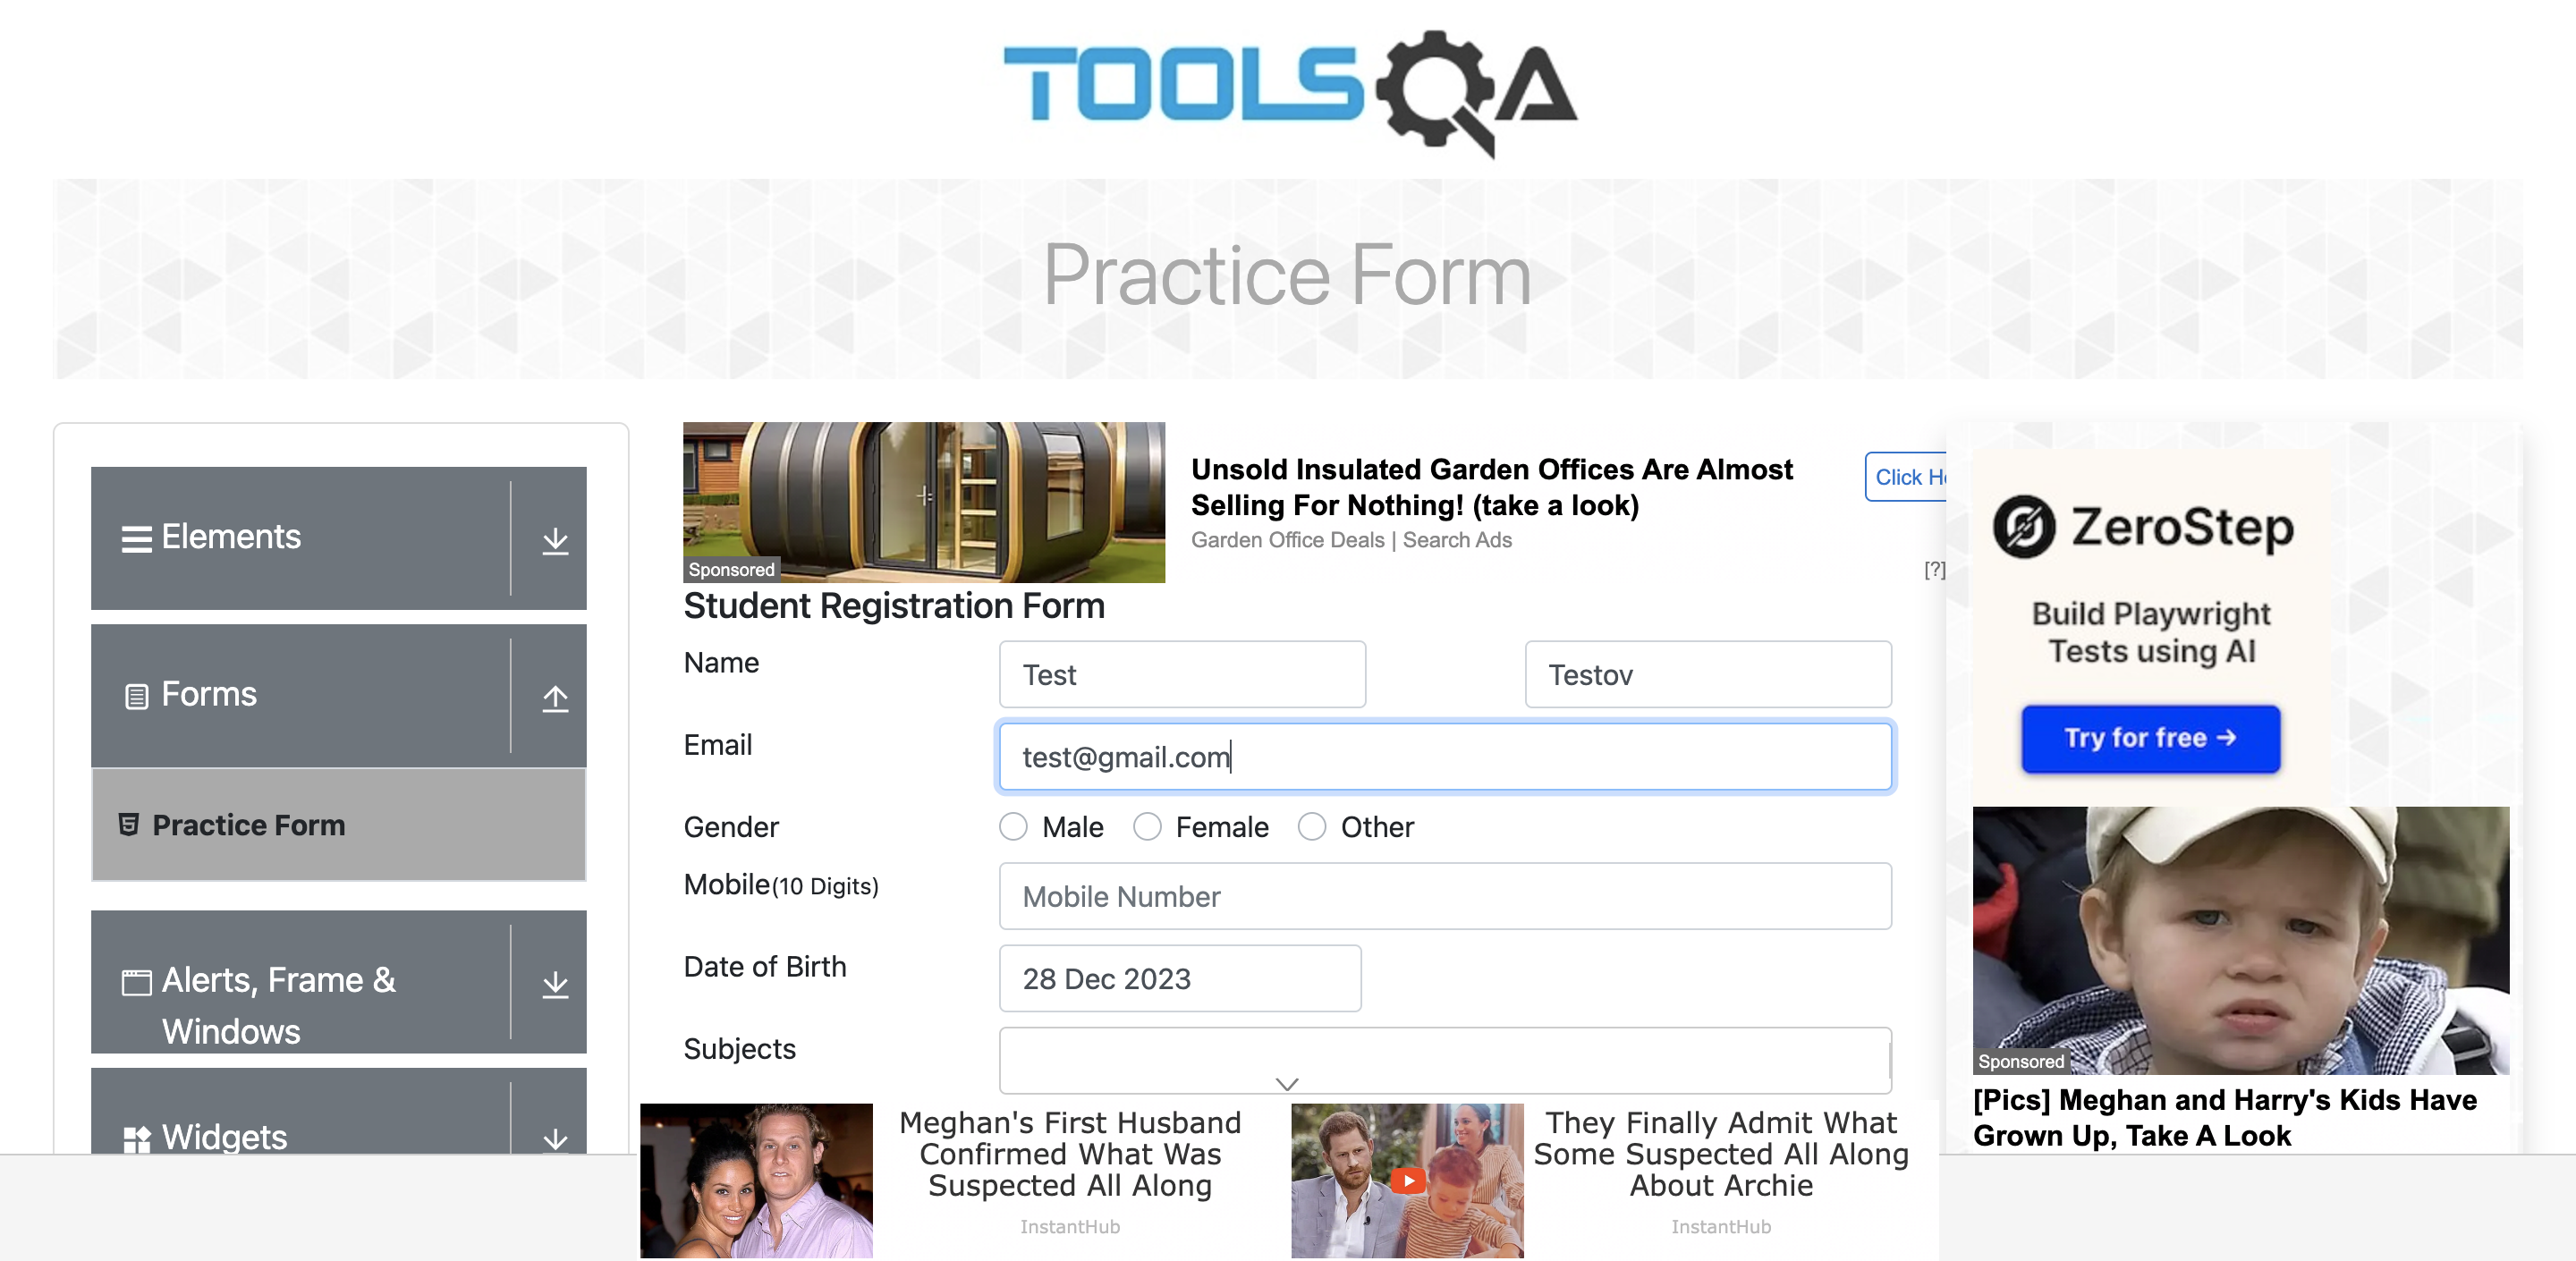 TOOLSQA
Practice Form
Elements
Forms
Practice Form
Alerts, Frame &
Windows
Widgets
Sponsored
Unsold Insulated Garden Offices Are Almost
Selling For Nothing! (take a look)
Garden Office Deals | Search Ads
Click He
[?]
Student Registration Form
Name
Test
Testov
Email
test@gmail.com
Gender
Male
Female
Other
Mobile(10 Digits)
Mobile Number
Date of Birth
28 Dec 2023
Subjects
Meghan's First Husband
Confirmed What Was
Suspected All Along
InstantHub
They Finally Admit What
Some Suspected All Along
About Archie
InstantHub
ZeroStep
Build Playwright
Tests using AI
Try for free →
Sponsored
[Pics] Meghan and Harry's Kids Have
Grown Up, Take A Look